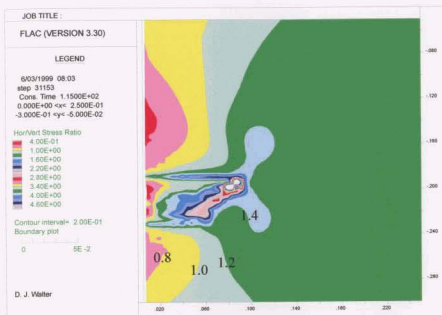 JOB TITLE :
FLAC (VERSION 3.30)
LEGEND
6/03/1999 08:03
step 31153
Cons. Time 1.1500E+02
0.000E+00 <x< 2.500E-01
-3.000E-01 <y< -5.000E-02
Hor/Vert Stress Ratio
4.00E-01
1.00E+00
1.60E+00
2.20E+00
2.80E+00
3.40E+00
4.00E+00
4.60E+00
Contour interval= 2.00E-01
Boundary plot
0 5E -2
D. J. Walter
0.8
1.0
1.2
1.4
.020 .060 .100 .140 .180 .220
-.080
-.120
-.160
-.200
-.240
-.280